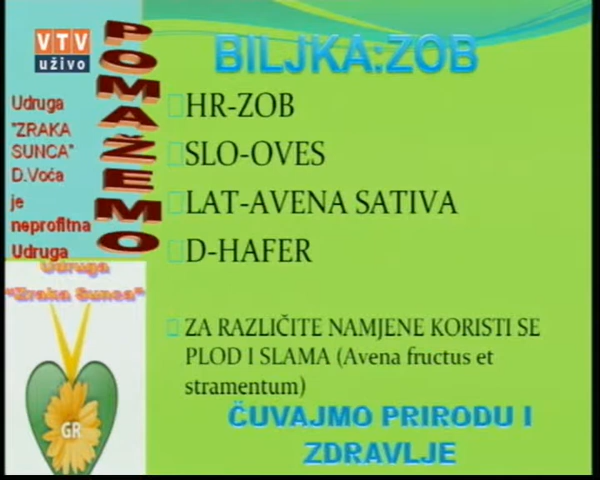 VTV
uživo
POMAŽEMO
Udruga
"ZRAKA
SUNCA"
D.Voća
je
neprofitna
Udruga
Udruga
"Zraka Sunca"
GR
BILJKA:ZOB
HR-ZOB
SLO-OVES
LAT-AVENA SATIVA
D-HAFER
ZA RAZLIČITE NAMJENE KORISTI SE
PLOD I SLAMA (Avena fructus et
stramentum)
ČUVAJMO PRIRODU I
ZDRAVLJE